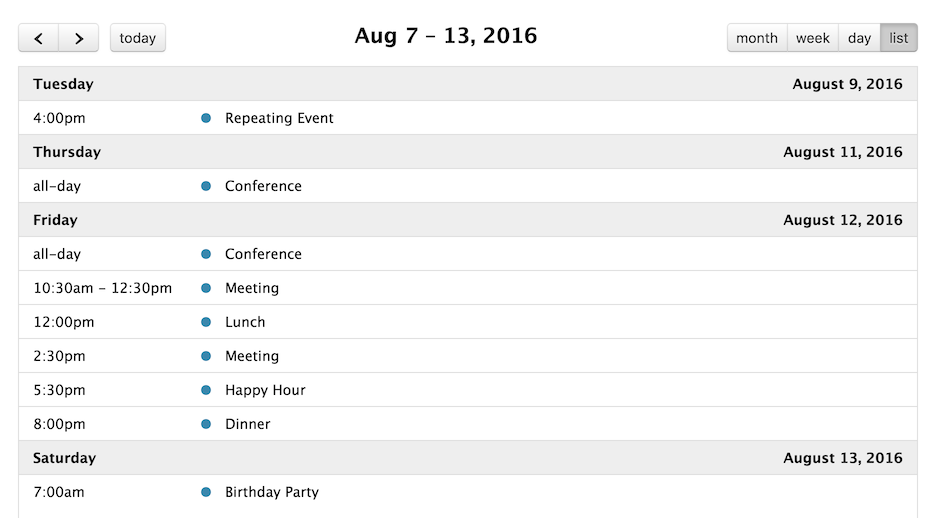 today Aug 7 – 13, 2016 month week day list
Tuesday August 9, 2016
4:00pm Repeating Event
Thursday August 11, 2016
all-day Conference
Friday August 12, 2016
all-day Conference
10:30am - 12:30pm Meeting
12:00pm Lunch
2:30pm Meeting
5:30pm Happy Hour
8:00pm Dinner
Saturday August 13, 2016
7:00am Birthday Party